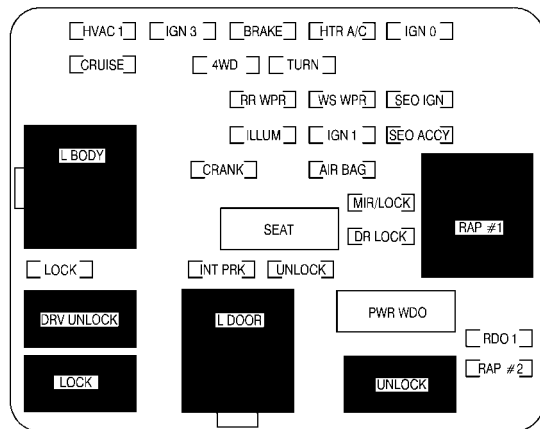 HVAC 1 IGN 3 BRAKE HTR A/C IGN 0
CRUISE 4WD TURN
RR WPR WS WPR SEO IGN
ILLUM IGN 1 SEO ACCY
L BODY
CRANK AIR BAG
MIR/LOCK
SEAT RAP #1
DR LOCK
LOCK INT PRK UNLOCK
DRV UNLOCK L DOOR PWR WDO
RDO 1
RAP #2
LOCK UNLOCK